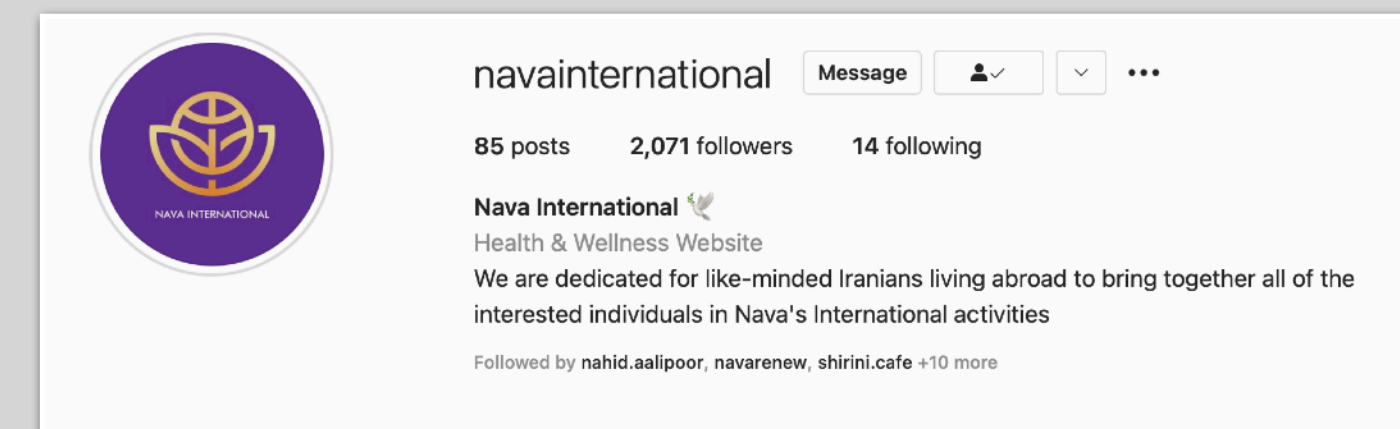 navainternational Message
85 posts 2,071 followers 14 following
NAVA INTERNATIONAL
Nava International 🕊️
Health & Wellness Website
We are dedicated for like-minded Iranians living abroad to bring together all of the
interested individuals in Nava's International activities
Followed by nahid.aalipoor, navarenew, shirini.cafe +10 more